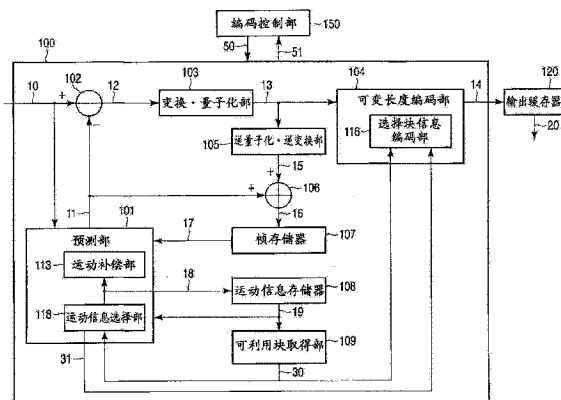 编码控制部
150
100
50
51
10
102
12
103
变换·量子化部
13
104
可变长度编码部
116
选择块信息
编码部
14
120
输出缓存器
20
105
逆量子化·逆变换部
15
106
16
11
101
预测部
17
帧存储器
107
113
运动补偿部
18
运动信息存储器
108
118
运动信息选择部
19
可利用块取得部
109
31
30